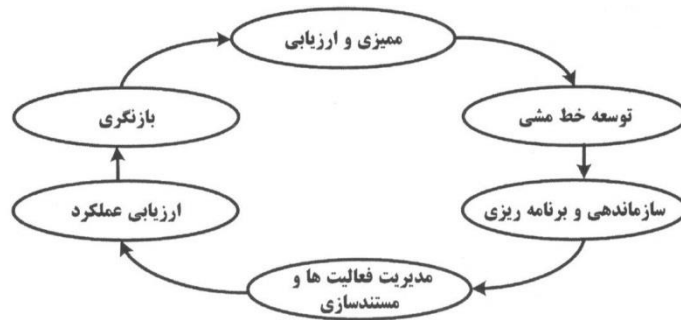 ممیزی و ارزیابی
توسعه خط مشی
سازماندهی و برنامه ریزی
مدیریت فعالیت ها و
مستندسازی
ارزیابی عملکرد
بازنگری